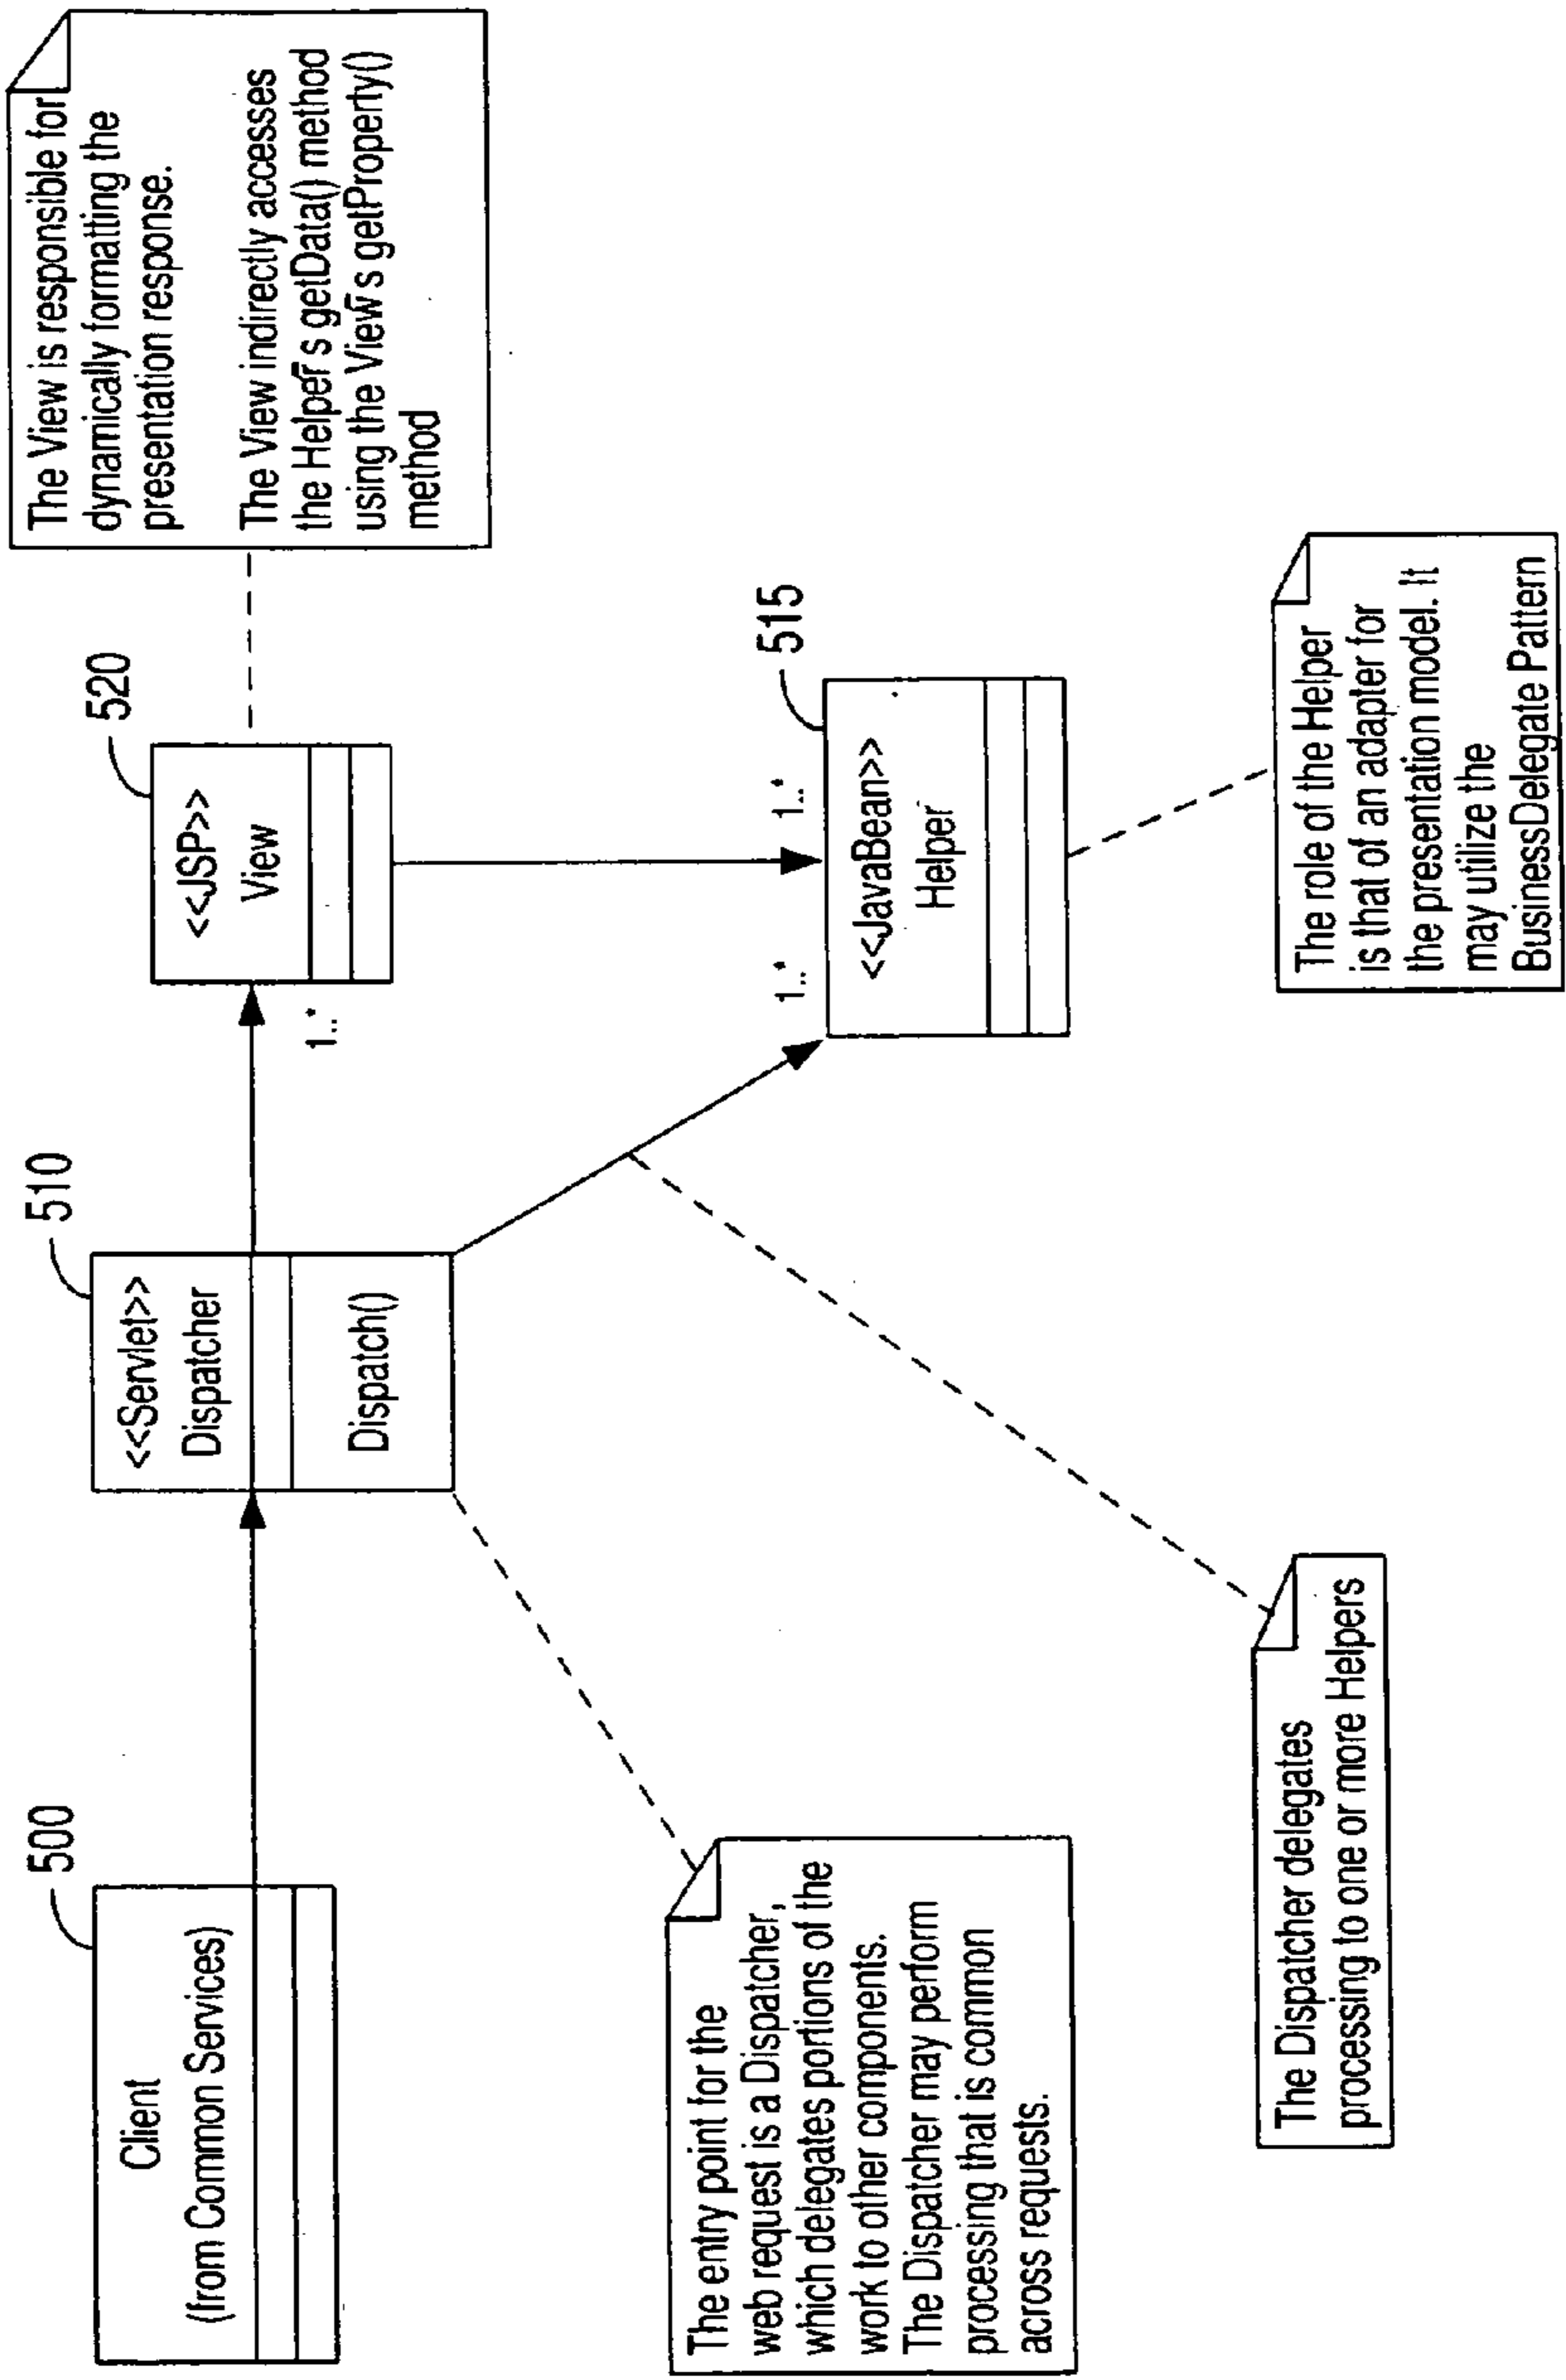 500
Client
(from Common Services)
510
<<Servlet>>
Dispatcher
Dispatch()
1..*
520
<<JSP>>
View
The View is responsible for
dynamically formatting the
presentation response.
The View indirectly accesses
the Helper's getData() method
using the View's getProperty()
method
1..*
1..*
515
<<JavaBean>>
Helper
The entry point for the
web request is a Dispatcher,
which delegates portions of the
work to other components.
The Dispatcher may perform
processing that is common
across requests.
The Dispatcher delegates
processing to one or more Helpers
The role of the Helper
is that of an adapter for
the presentation model. It
may utilize the
BusinessDelegate Pattern